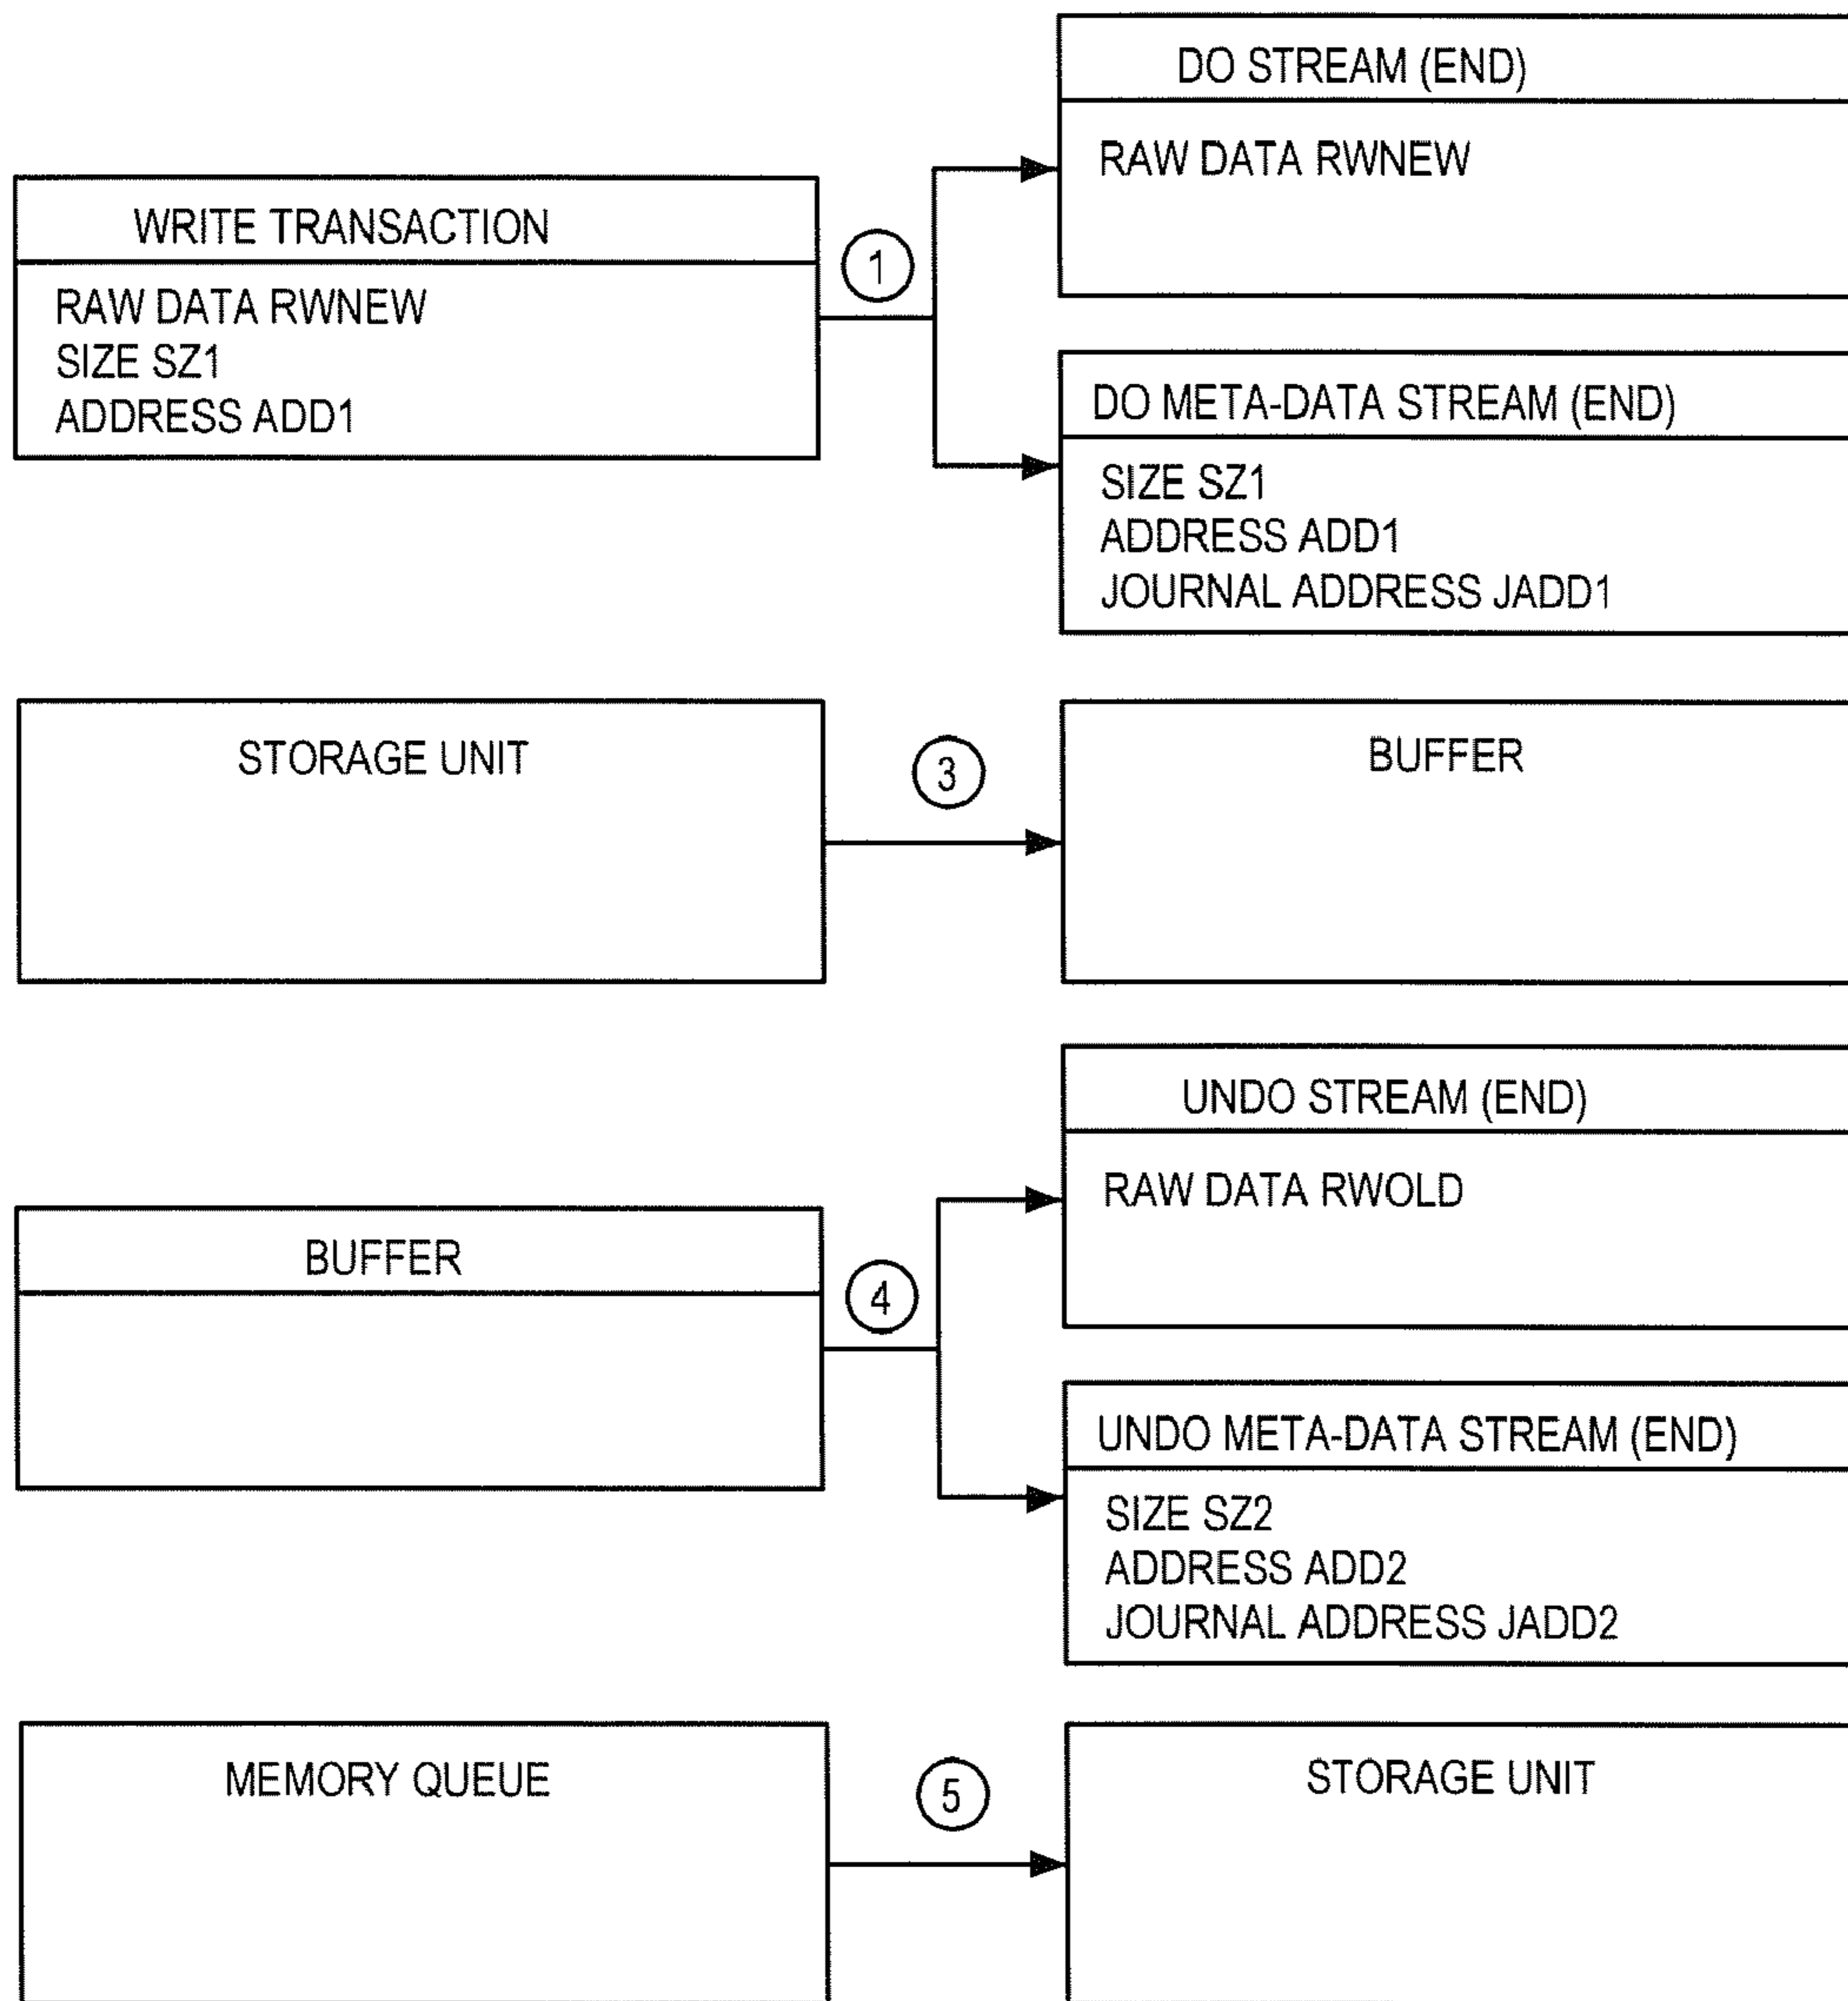 DO STREAM (END)
RAW DATA RWNEW
WRITE TRANSACTION
RAW DATA RWNEW
SIZE SZ1
ADDRESS ADD1
1
DO META-DATA STREAM (END)
SIZE SZ1
ADDRESS ADD1
JOURNAL ADDRESS JADD1
STORAGE UNIT
3
BUFFER
UNDO STREAM (END)
RAW DATA RWOLD
BUFFER
4
UNDO META-DATA STREAM (END)
SIZE SZ2
ADDRESS ADD2
JOURNAL ADDRESS JADD2
MEMORY QUEUE
5
STORAGE UNIT